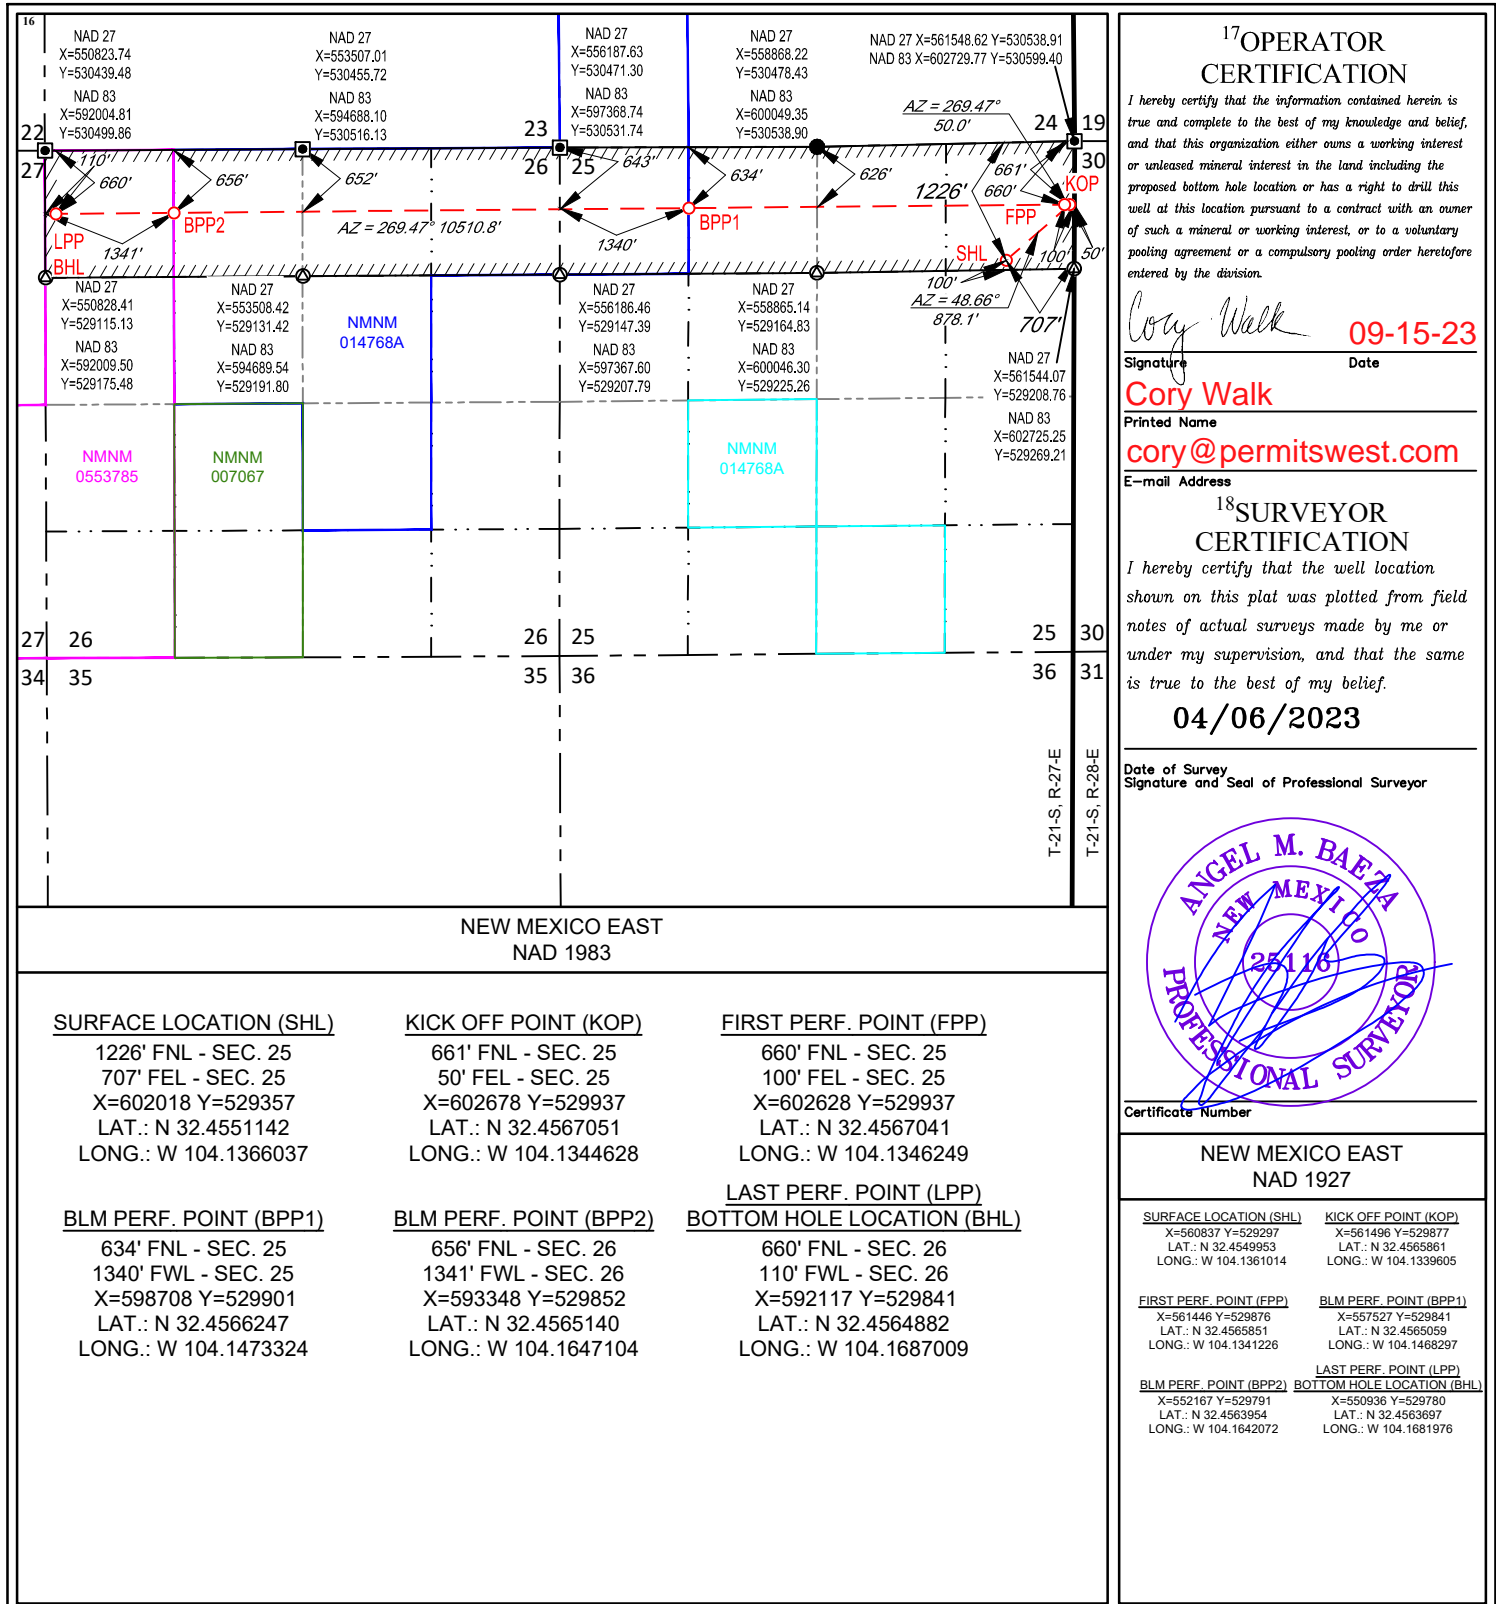 16
NAD 27
X=550823.74
Y=530439.48
NAD 83
X=592004.81
Y=530499.86
NAD 27
X=553507.01
Y=530455.72
NAD 83
X=594688.10
Y=530516.13
NAD 27
X=556187.63
Y=530471.30
NAD 83
X=597368.74
Y=530531.74
NAD 27
X=558868.22
Y=530478.43
NAD 83
X=600049.35
Y=530538.90
NAD 27 X=561548.62 Y=530538.91
NAD 83 X=602729.77 Y=530599.40
AZ = 269.47°
50.0'
22
27
23
26 25
24 19
30
110'
660'
656'
652'
643'
634'
626'
1226'
661'
660'
KOP
FPP
LPP
BHL
1341'
BPP2
AZ = 269.47° 10510.8'
1340'
BPP1
SHL
100'
50'
100'
AZ = 48.66°
878.1'
707'
NAD 27
X=550828.41
Y=529115.13
NAD 83
X=592009.50
Y=529175.48
NAD 27
X=553508.42
Y=529131.42
NAD 83
X=594689.54
Y=529191.80
NMNM
014768A
NAD 27
X=556186.46
Y=529147.39
NAD 83
X=597367.60
Y=529207.79
NAD 27
X=558865.14
Y=529164.83
NAD 83
X=600046.30
Y=529225.26
NAD 27
X=561544.07
Y=529208.76
NAD 83
X=602725.25
Y=529269.21
NMNM
0553785
NMNM
007067
NMNM
014768A
27 26
34 35
26 25
35 36
25 30
36 31
T-21-S, R-27-E
T-21-S, R-28-E
NEW MEXICO EAST
NAD 1983
SURFACE LOCATION (SHL)
1226' FNL - SEC. 25
707' FEL - SEC. 25
X=602018 Y=529357
LAT.: N 32.4551142
LONG.: W 104.1366037
KICK OFF POINT (KOP)
661' FNL - SEC. 25
50' FEL - SEC. 25
X=602678 Y=529937
LAT.: N 32.4567051
LONG.: W 104.1344628
FIRST PERF. POINT (FPP)
660' FNL - SEC. 25
100' FEL - SEC. 25
X=602628 Y=529937
LAT.: N 32.4567041
LONG.: W 104.1346249
BLM PERF. POINT (BPP1)
634' FNL - SEC. 25
1340' FWL - SEC. 25
X=598708 Y=529901
LAT.: N 32.4566247
LONG.: W 104.1473324
BLM PERF. POINT (BPP2)
656' FNL - SEC. 26
1341' FWL - SEC. 26
X=593348 Y=529852
LAT.: N 32.4565140
LONG.: W 104.1647104
LAST PERF. POINT (LPP)
BOTTOM HOLE LOCATION (BHL)
660' FNL - SEC. 26
110' FWL - SEC. 26
X=592117 Y=529841
LAT.: N 32.4564882
LONG.: W 104.1687009
17OPERATOR
CERTIFICATION
I hereby certify that the information contained herein is
true and complete to the best of my knowledge and belief,
and that this organization either owns a working interest
or unleased mineral interest in the land including the
proposed bottom hole location or has a right to drill this
well at this location pursuant to a contract with an owner
of such a mineral or working interest, or to a voluntary
pooling agreement or a compulsory pooling order heretofore
entered by the division.
Cory Walk
09-15-23
Signature Date
Cory Walk
Printed Name
cory@permitswest.com
E-mail Address
18SURVEYOR
CERTIFICATION
I hereby certify that the well location
shown on this plat was plotted from field
notes of actual surveys made by me or
under my supervision, and that the same
is true to the best of my belief.
04/06/2023
Date of Survey
Signature and Seal of Professional Surveyor
ANGEL M. BAEZA
NEW MEXICO
25116
PROFESSIONAL SURVEYOR
Certificate Number
NEW MEXICO EAST
NAD 1927
SURFACE LOCATION (SHL)
X=560837 Y=529297
LAT.: N 32.4549953
LONG.: W 104.1361014
KICK OFF POINT (KOP)
X=561496 Y=529877
LAT.: N 32.4565861
LONG.: W 104.1339605
FIRST PERF. POINT (FPP)
X=561446 Y=529876
LAT.: N 32.4565851
LONG.: W 104.1341226
BLM PERF. POINT (BPP1)
X=557527 Y=529841
LAT.: N 32.4565059
LONG.: W 104.1468297
BLM PERF. POINT (BPP2)
X=552167 Y=529791
LAT.: N 32.4563954
LONG.: W 104.1642072
LAST PERF. POINT (LPP)
BOTTOM HOLE LOCATION (BHL)
X=550936 Y=529780
LAT.: N 32.4563697
LONG.: W 104.1681976